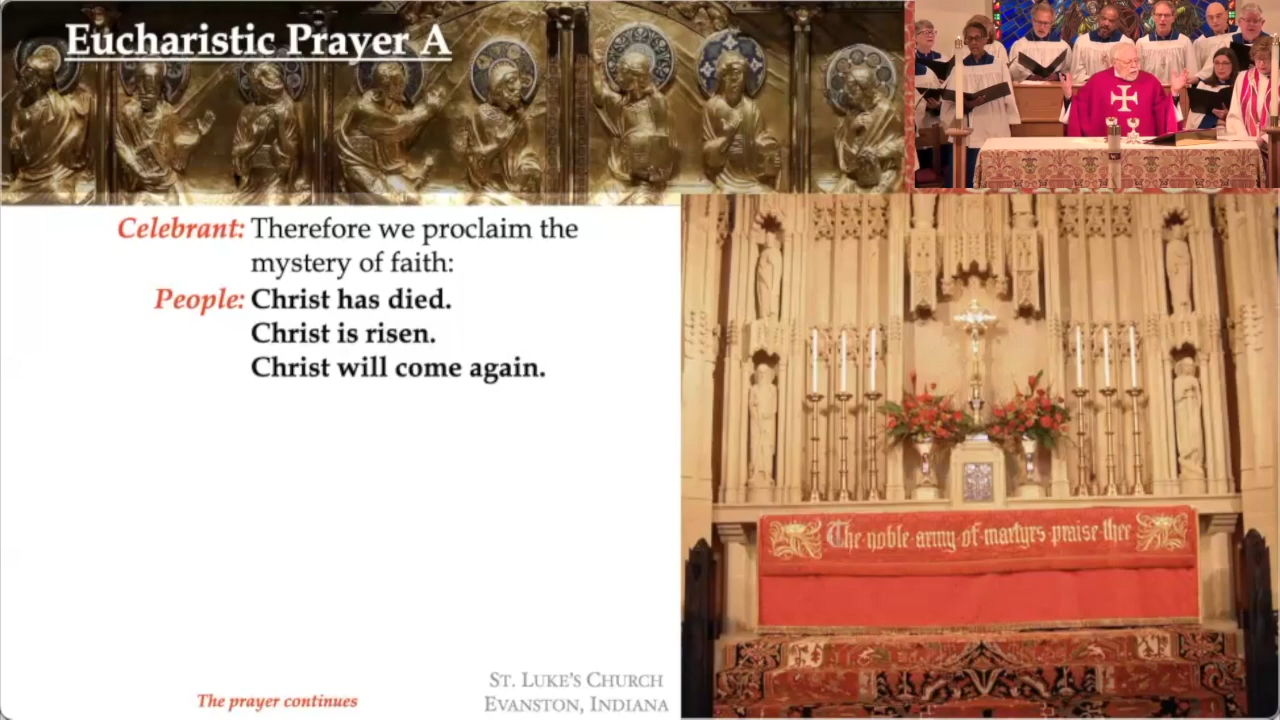 Eucharistic Prayer A
Celebrant: Therefore we proclaim the
mystery of faith:
People: Christ has died.
Christ is risen.
Christ will come again.
The prayer continues
ST. LUKE'S CHURCH
EVANSTON, INDIANA
The·noble·army·of·martyrs·praise·thee